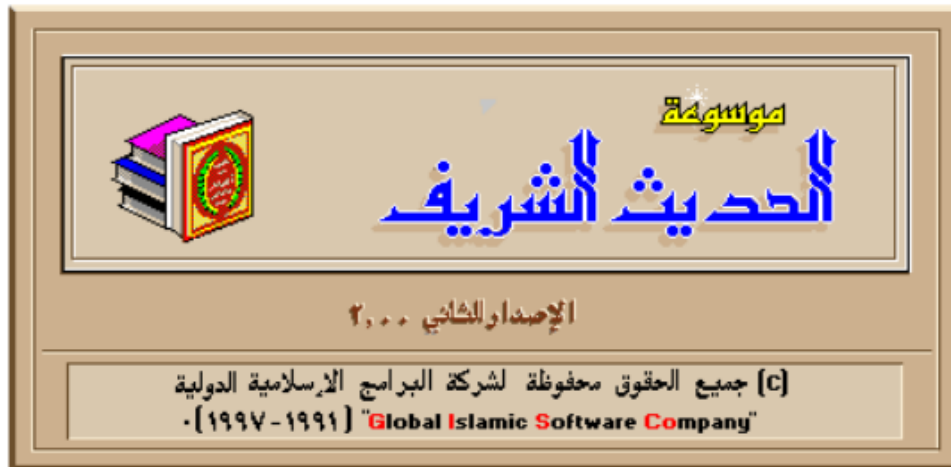 موسوعة
الحديث الشريف
الإصدار الثاني ٢,٠٠
(c) جميع الحقوق محفوظة لشركة البرامج الإسلامية الدولية
"Global Islamic Software Company" (١٩٩١-١٩٩٧).